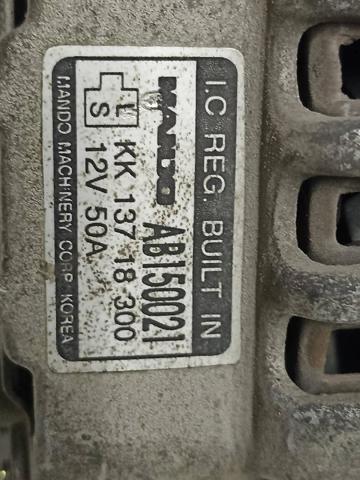 I.C REG. BUILT IN
MANDO AB150021
L
S
KK 137 18 300
12V 50A
MANDO MACHINERY CORP. KOREA